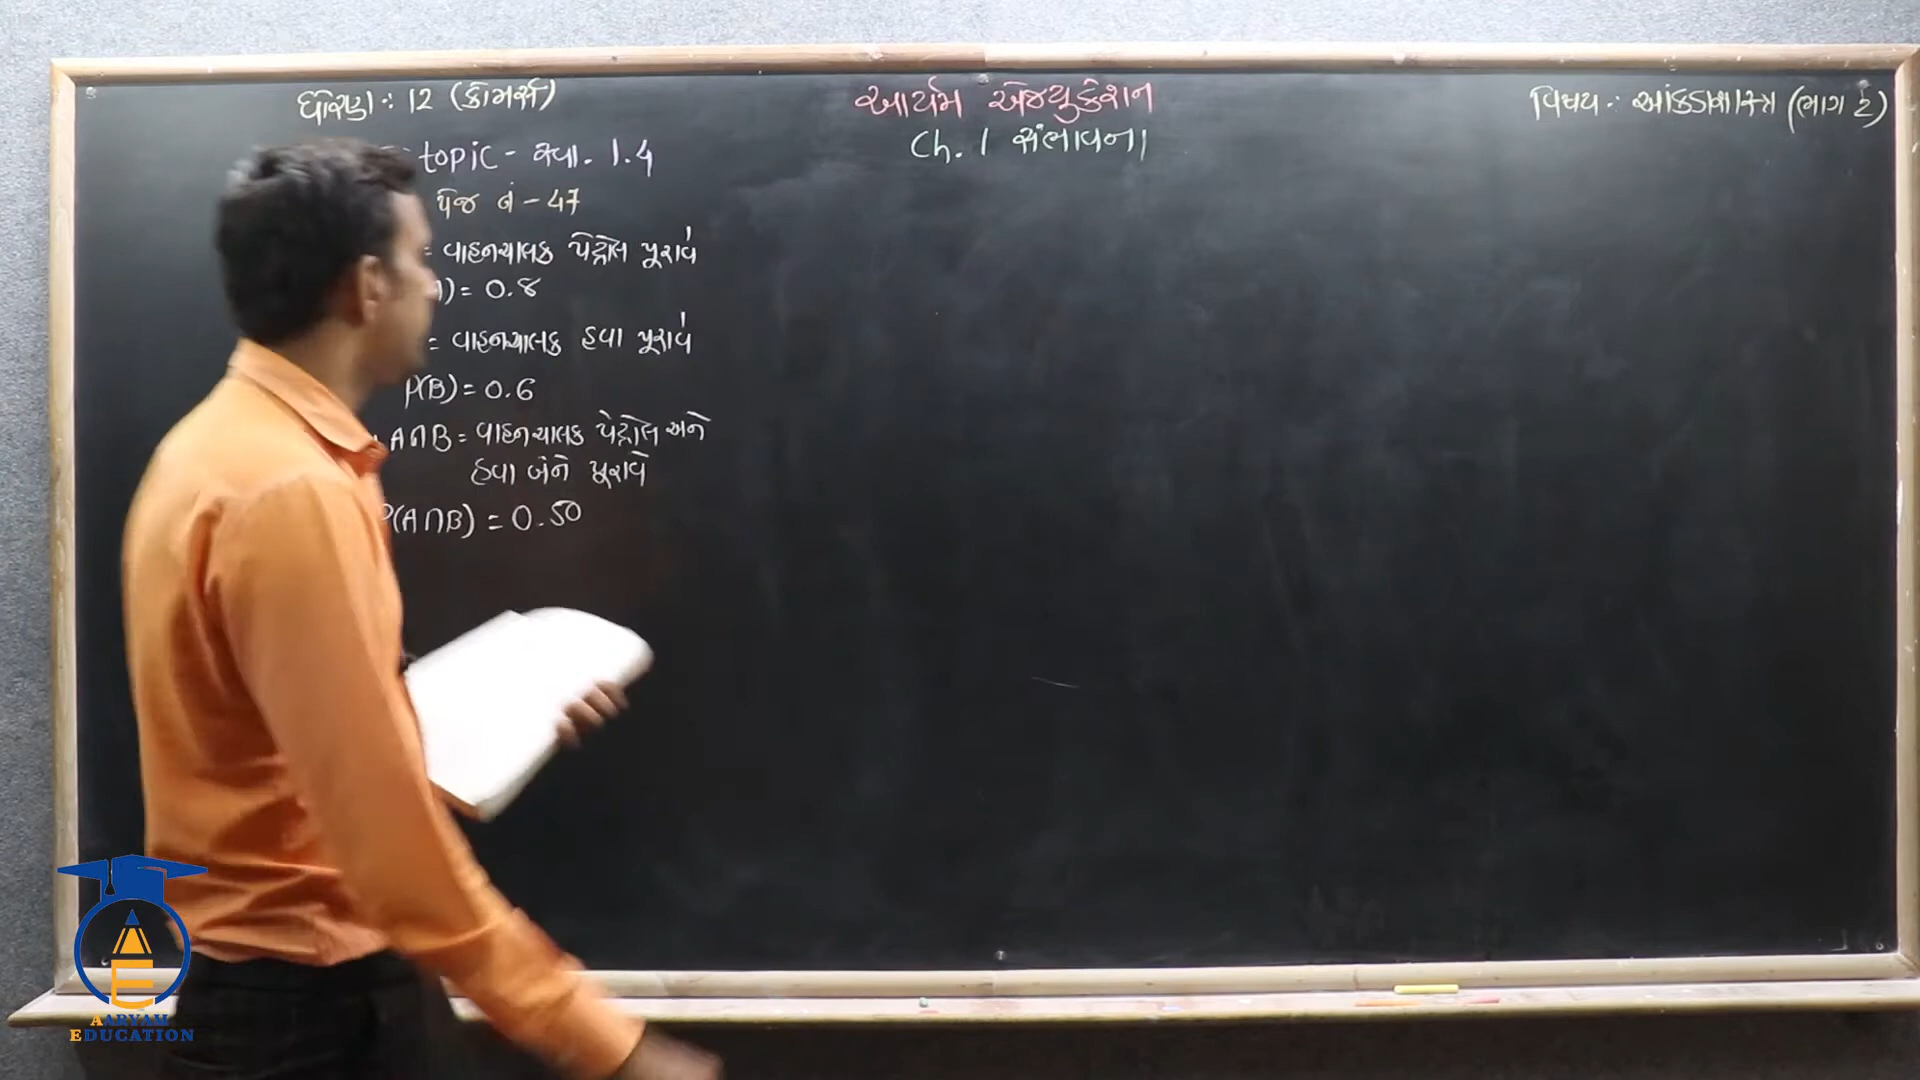 ધોરણ : 12 (કોમર્સ)
આર્યમ એજ્યુકેશન
વિષય : આંકડાશાસ્ત્ર (ભાગ 2)
Ch. 1 સંભાવના
topic - સ્વા. 1.4
પેજ નં - 47
= વાહનચાલક પેટ્રોલ પૂરાવે
) = 0.8
= વાહનચાલક હવા પૂરાવે
P(B) = 0.6
A∩B = વાહનચાલક પેટ્રોલ અને
હવા બંને પૂરાવે
P(A∩B) = 0.50
AARYAM
EDUCATION